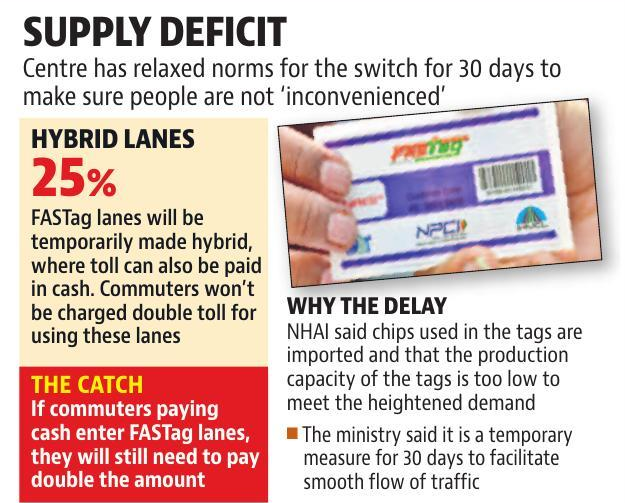 SUPPLY DEFICIT
Centre has relaxed norms for the switch for 30 days to
make sure people are not ‘inconvenienced’
HYBRID LANES
25%
FASTag lanes will be
temporarily made hybrid,
where toll can also be paid
in cash. Commuters won’t
be charged double toll for
using these lanes
THE CATCH
If commuters paying
cash enter FASTag lanes,
they will still need to pay
double the amount
FASTag
NPCI
IHMCL
WHY THE DELAY
NHAI said chips used in the tags are
imported and that the production
capacity of the tags is too low to
meet the heightened demand
The ministry said it is a temporary
measure for 30 days to facilitate
smooth flow of traffic